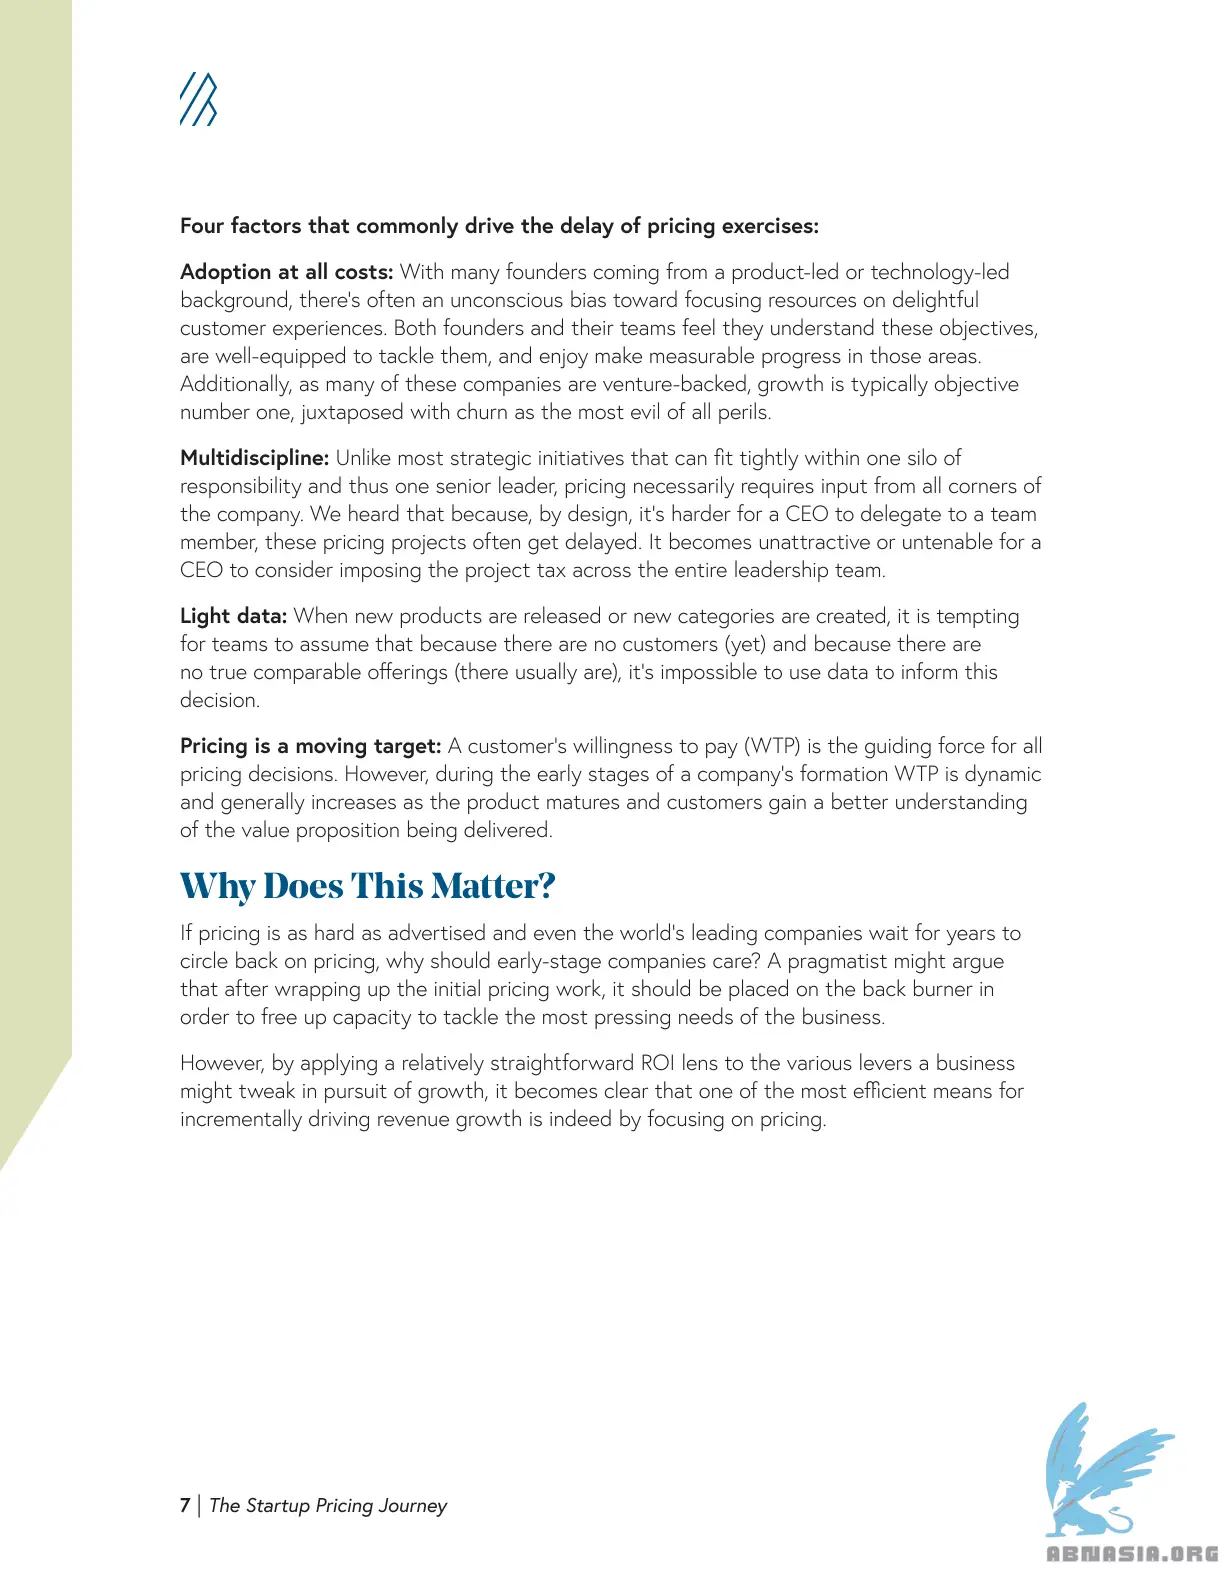 Four factors that commonly drive the delay of pricing exercises:
Adoption at all costs: With many founders coming from a product-led or technology-led
background, there's often an unconscious bias toward focusing resources on delightful
customer experiences. Both founders and their teams feel they understand these objectives,
are well-equipped to tackle them, and enjoy make measurable progress in those areas.
Additionally, as many of these companies are venture-backed, growth is typically objective
number one, juxtaposed with churn as the most evil of all perils.
Multidiscipline: Unlike most strategic initiatives that can fit tightly within one silo of
responsibility and thus one senior leader, pricing necessarily requires input from all corners of
the company. We heard that because, by design, it's harder for a CEO to delegate to a team
member, these pricing projects often get delayed. It becomes unattractive or untenable for a
CEO to consider imposing the project tax across the entire leadership team.
Light data: When new products are released or new categories are created, it is tempting
for teams to assume that because there are no customers (yet) and because there are
no true comparable offerings (there usually are), it's impossible to use data to inform this
decision.
Pricing is a moving target: A customer's willingness to pay (WTP) is the guiding force for all
pricing decisions. However, during the early stages of a company's formation WTP is dynamic
and generally increases as the product matures and customers gain a better understanding
of the value proposition being delivered.
Why Does This Matter?
If pricing is as hard as advertised and even the world's leading companies wait for years to
circle back on pricing, why should early-stage companies care? A pragmatist might argue
that after wrapping up the initial pricing work, it should be placed on the back burner in
order to free up capacity to tackle the most pressing needs of the business.
However, by applying a relatively straightforward ROI lens to the various levers a business
might tweak in pursuit of growth, it becomes clear that one of the most efficient means for
incrementally driving revenue growth is indeed by focusing on pricing.
7 | The Startup Pricing Journey
ABNASIA.ORG